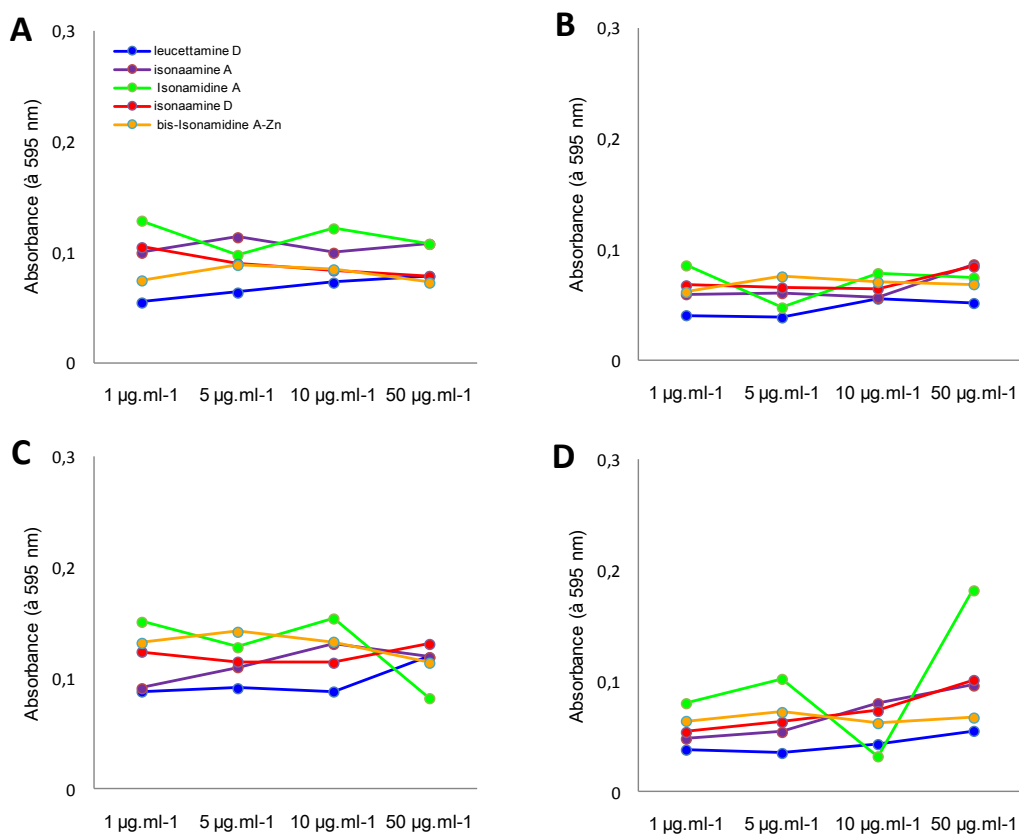 A
0,3
leucettamine D
isonaamine A
Isonamidine A
isonaamine D
bis-Isonamidine A-Zn
0,2
0,1
0
Absorbance (à 595 nm)
1 µg.ml-1 5 µg.ml-1 10 µg.ml-1 50 µg.ml-1
B
0,3
0,2
0,1
0
Absorbance (à 595 nm)
1 µg.ml-1 5 µg.ml-1 10 µg.ml-1 50 µg.ml-1
C
0,3
0,2
0,1
0
Absorbance (à 595 nm)
1 µg.ml-1 5 µg.ml-1 10 µg.ml-1 50 µg.ml-1
D
0,3
0,2
0,1
0
Absorbance (à 595 nm)
1 µg.ml-1 5 µg.ml-1 10 µg.ml-1 50 µg.ml-1